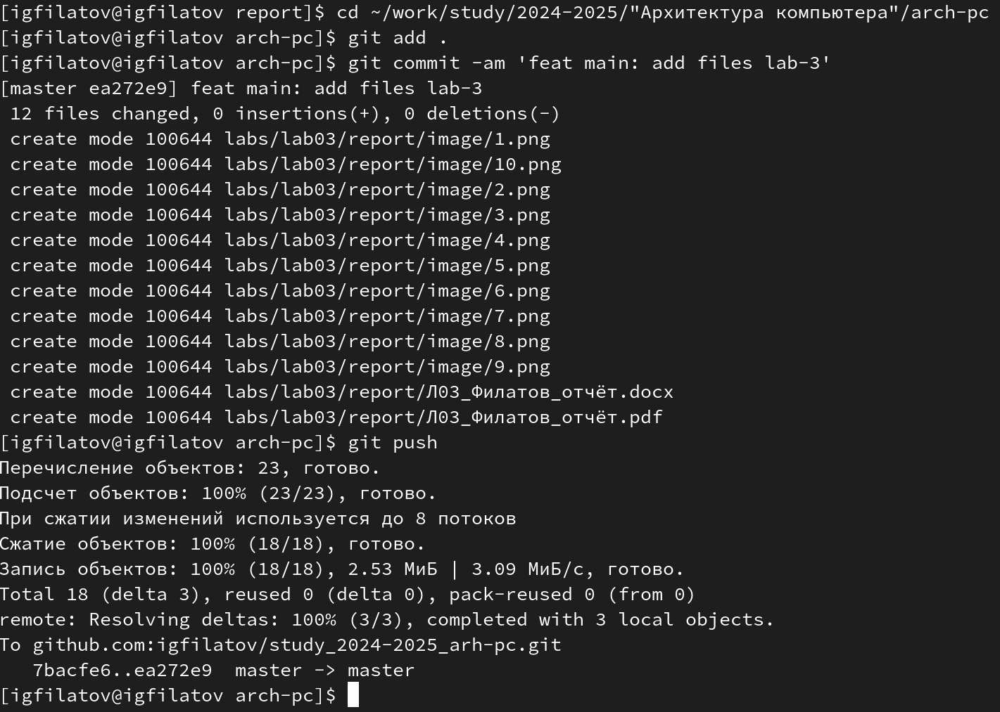 [igfilatov@igfilatov report]$ cd ~/work/study/2024-2025/"Архитектура компьютера"/arch-pc
[igfilatov@igfilatov arch-pc]$ git add .
[igfilatov@igfilatov arch-pc]$ git commit -am 'feat main: add files lab-3'
[master ea272e9] feat main: add files lab-3
 12 files changed, 0 insertions(+), 0 deletions(-)
 create mode 100644 labs/lab03/report/image/1.png
 create mode 100644 labs/lab03/report/image/10.png
 create mode 100644 labs/lab03/report/image/2.png
 create mode 100644 labs/lab03/report/image/3.png
 create mode 100644 labs/lab03/report/image/4.png
 create mode 100644 labs/lab03/report/image/5.png
 create mode 100644 labs/lab03/report/image/6.png
 create mode 100644 labs/lab03/report/image/7.png
 create mode 100644 labs/lab03/report/image/8.png
 create mode 100644 labs/lab03/report/image/9.png
 create mode 100644 labs/lab03/report/Л03_Филатов_отчёт.docx
 create mode 100644 labs/lab03/report/Л03_Филатов_отчёт.pdf
[igfilatov@igfilatov arch-pc]$ git push
Перечисление объектов: 23, готово.
Подсчет объектов: 100% (23/23), готово.
При сжатии изменений используется до 8 потоков
Сжатие объектов: 100% (18/18), готово.
Запись объектов: 100% (18/18), 2.53 МиБ | 3.09 МиБ/с, готово.
Total 18 (delta 3), reused 0 (delta 0), pack-reused 0 (from 0)
remote: Resolving deltas: 100% (3/3), completed with 3 local objects.
To github.com:igfilatov/study_2024-2025_arh-pc.git
   7bacfe6..ea272e9  master -> master
[igfilatov@igfilatov arch-pc]$